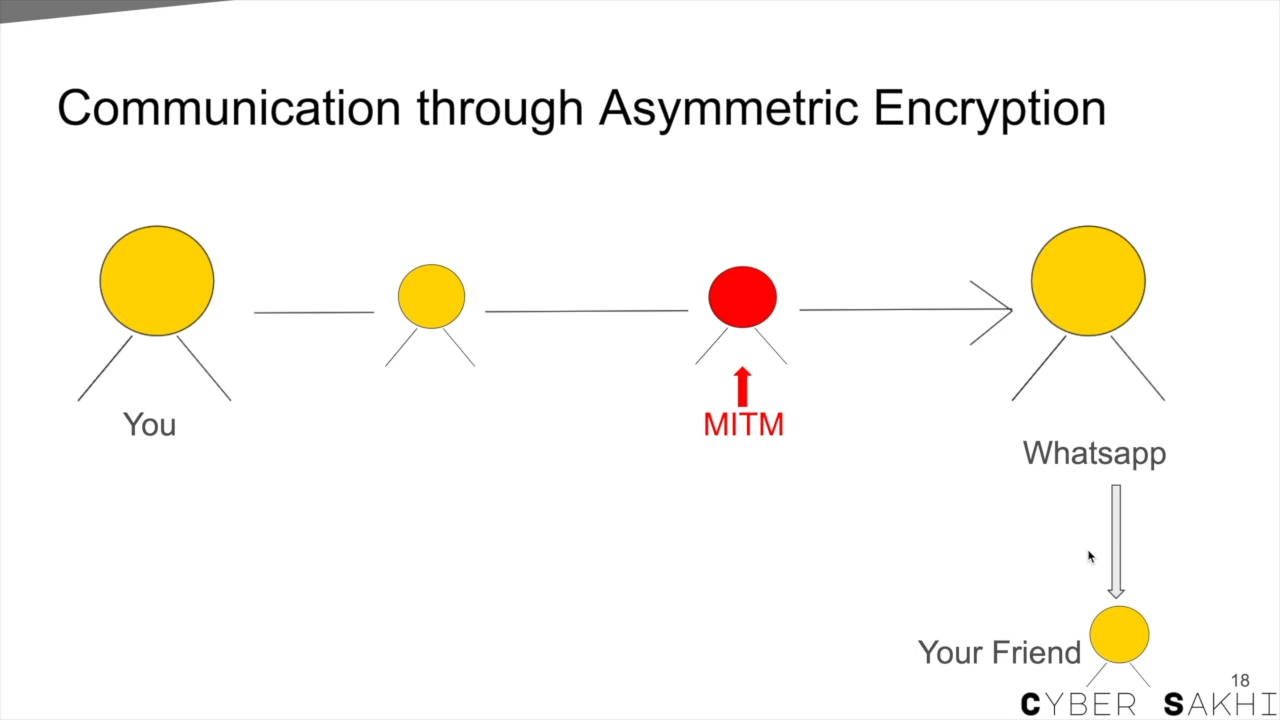 Communication through Asymmetric Encryption
You
MITM
Whatsapp
Your Friend
18
CYBER SAKHI